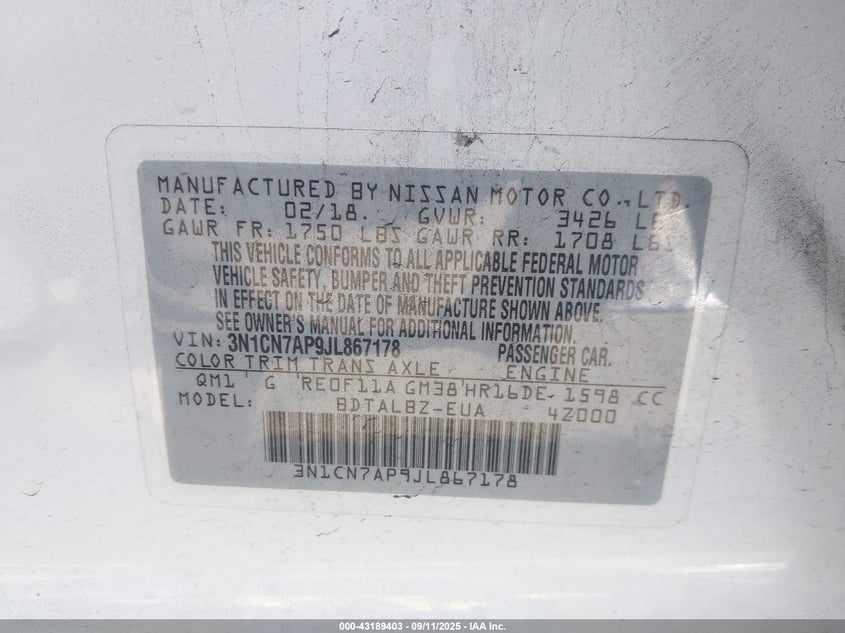 MANUFACTURED BY NISSAN MOTOR CO., LTD.
DATE: 02/18. GVWR: 3426
GAWR FR: 1750 LBS GAWR RR: 1708 LBS
THIS VEHICLE CONFORMS TO ALL APPLICABLE FEDERAL MOTOR
VEHICLE SAFETY, BUMPER AND THEFT PREVENTION STANDARDS
IN EFFECT ON THE DATE OF MANUFACTURE SHOWN ABOVE.
SEE OWNER'S MANUAL FOR ADDITIONAL INFORMATION.
VIN: 3N1CN7AP9JL867178 PASSENGER CAR.
COLOR TRIM TRANS AXLE ENGINE
QM1 G RE0F11A GM38 HR16DE 1598 CC
MODEL: BDTALBZ-EUA 42000
3N1CN7AP9JL867178
000-43189403 - 09/11/2025 - IAA Inc.